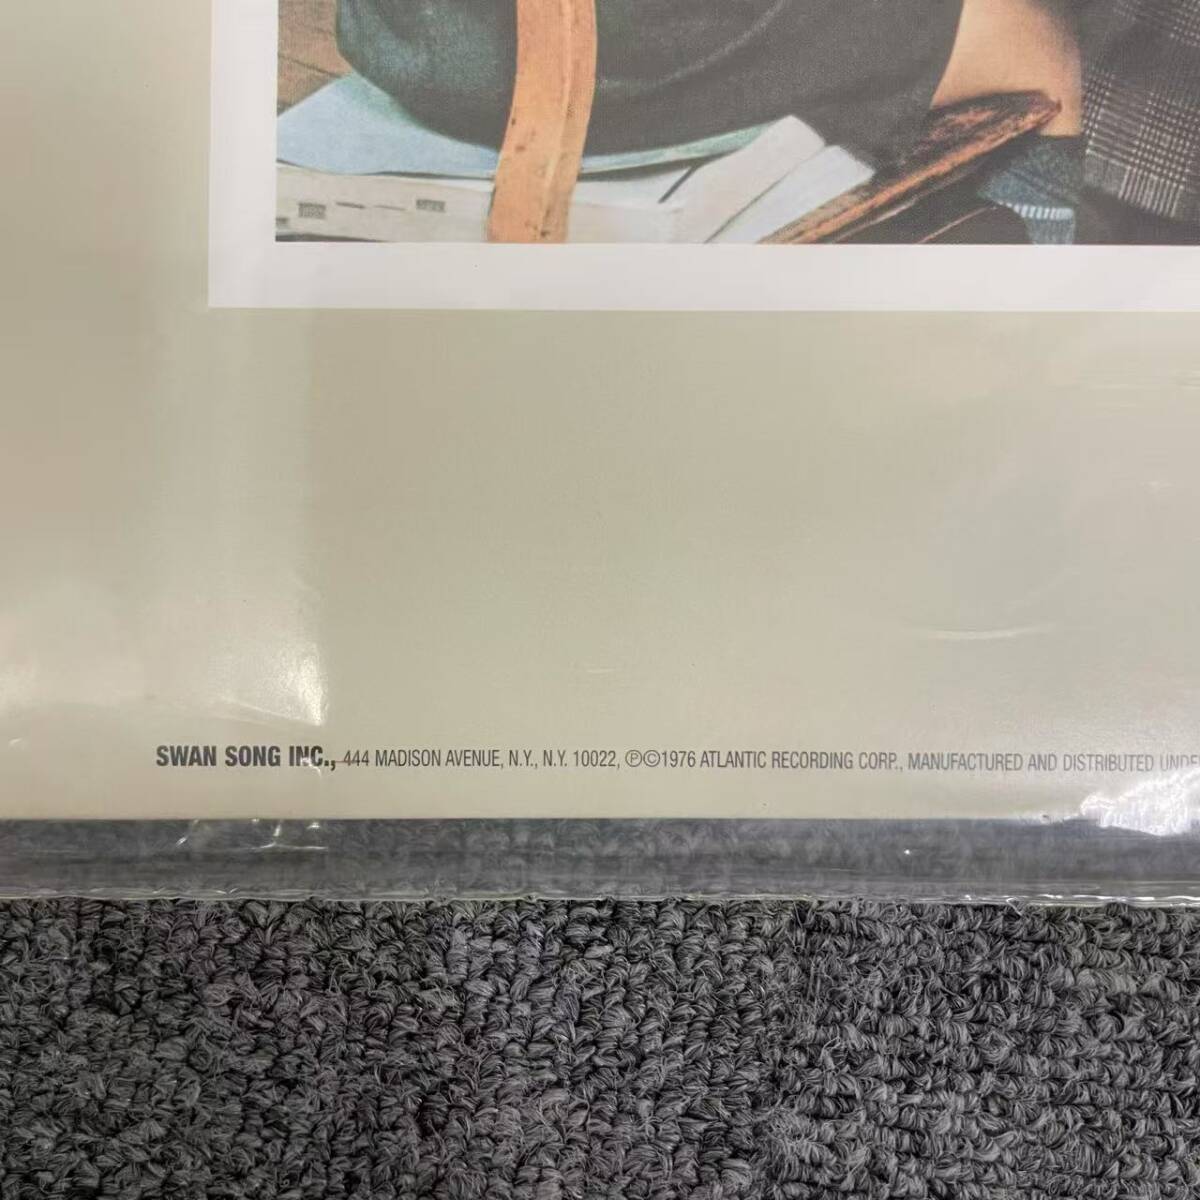 SWAN SONG INC., 444 MADISON AVENUE, N.Y., N.Y. 10022, ℗©1976 ATLANTIC RECORDING CORP., MANUFACTURED AND DISTRIBUTED